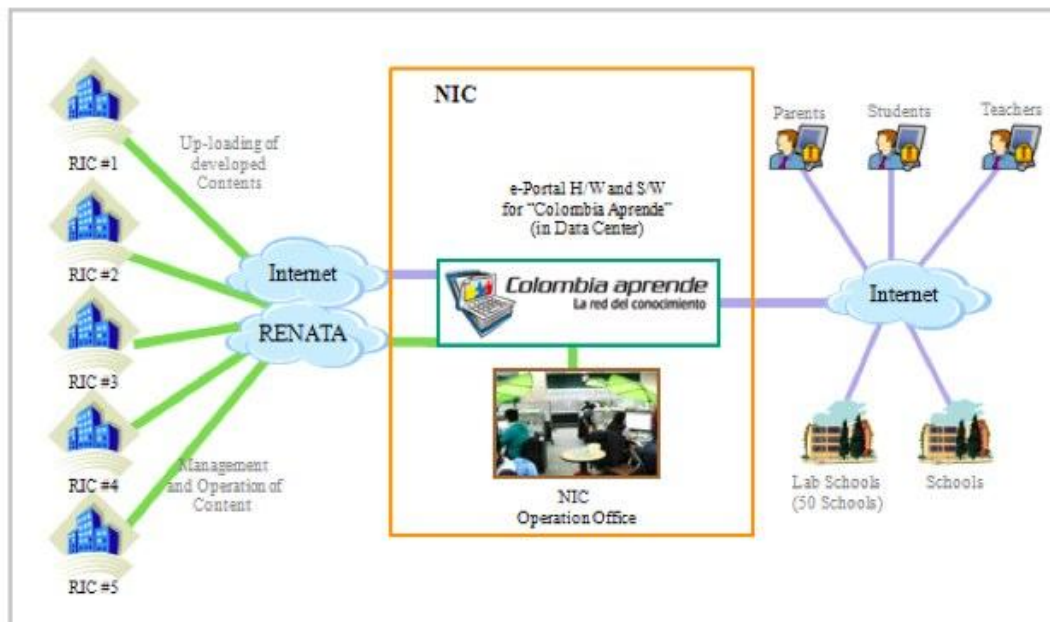 NIC
Parents
Students
Teachers
RIC #1
Up-loading of
developed
Contents
e-Portal H/W and S/W
for "Colombia Aprende"
(in Data Center)
RIC #2
Internet
Colombia aprende
La red del conocimiento
Internet
RENATA
RIC #3
RIC #4
Management
and Operation of
Content
Lab Schools
(50 Schools)
Schools
NIC
Operation Office
RIC #5